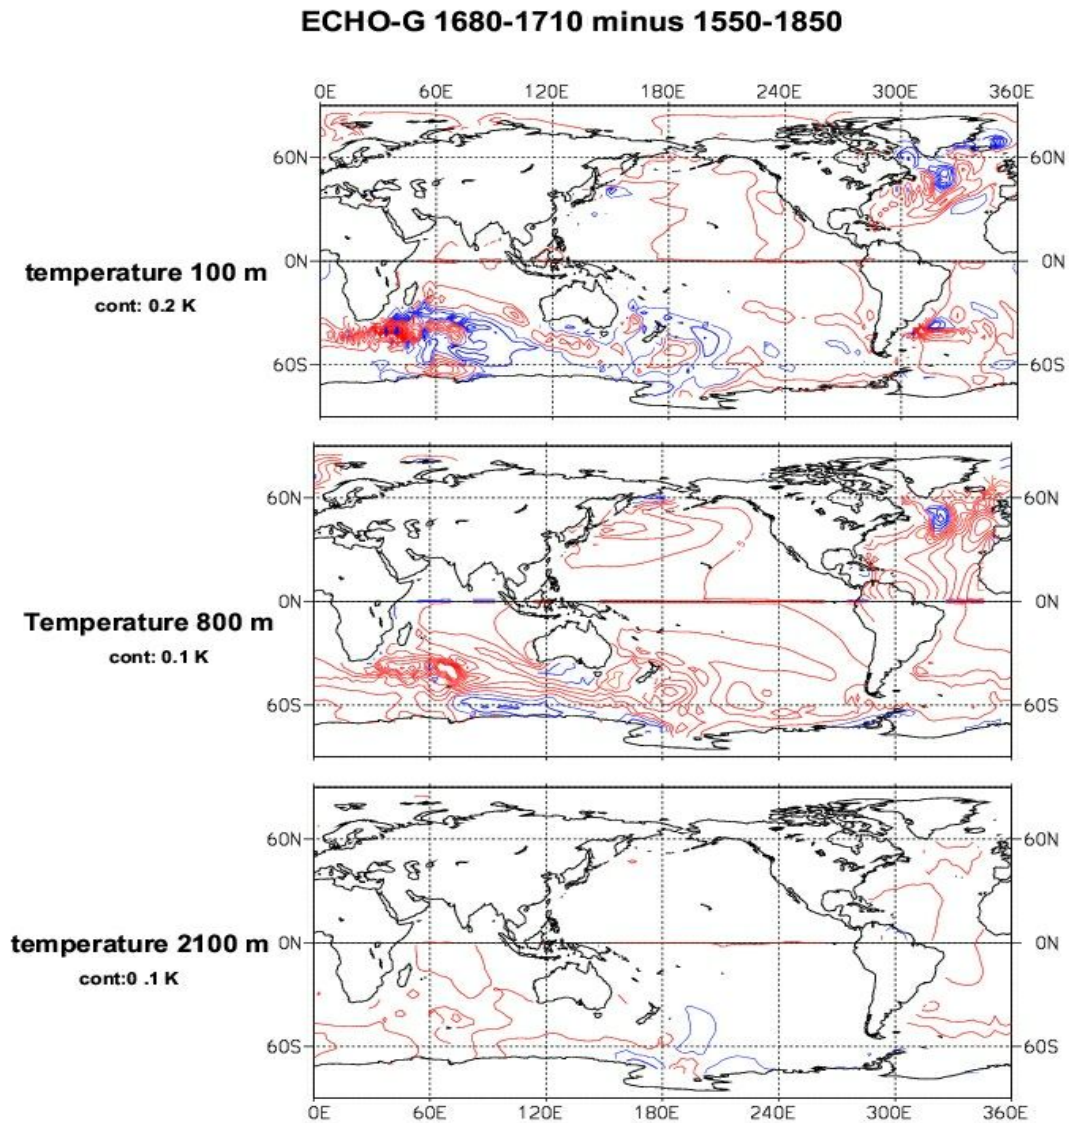 ECHO-G 1680-1710 minus 1550-1850
0E 60E 120E 180E 240E 300E 360E
60N 60N
0N 0N
temperature 100 m
cont: 0.2 K
60S 60S
60N 60N
0N 0N
Temperature 800 m
cont: 0.1 K
60S 60S
60N 60N
temperature 2100 m
0N 0N
cont:0 .1 K
60S 60S
0E 60E 120E 180E 240E 300E 360E